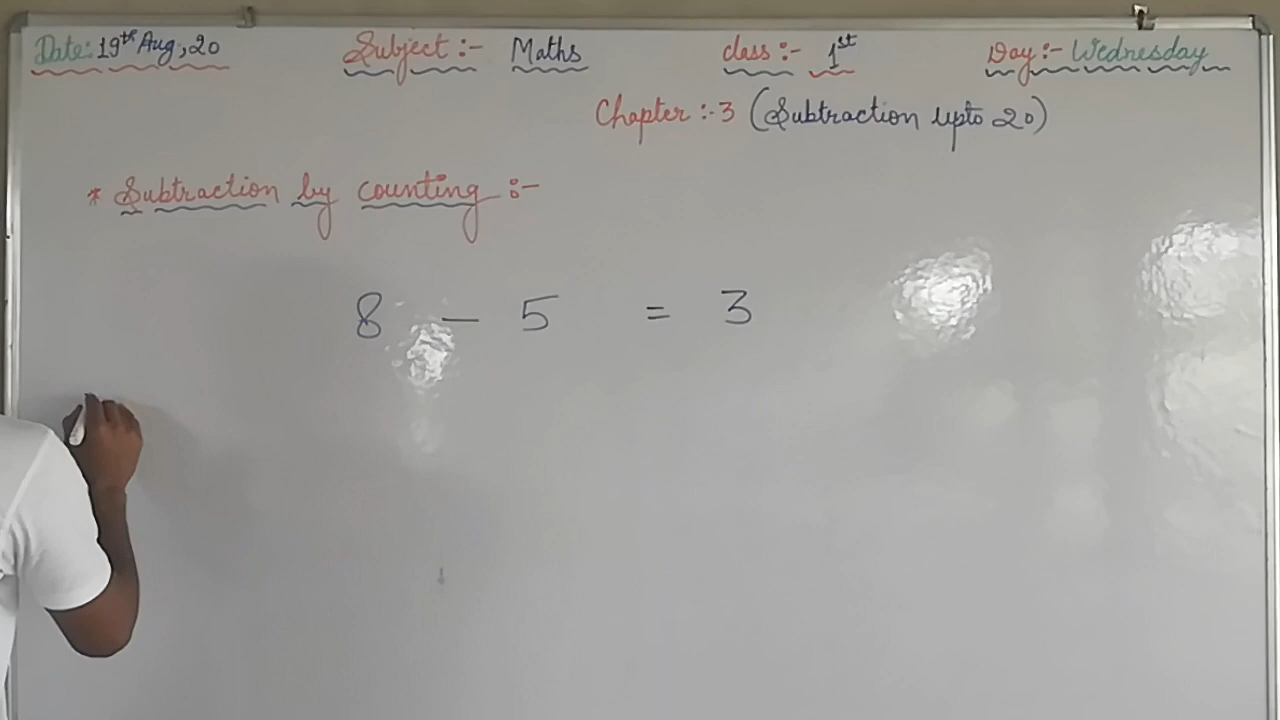 Date: 19th Aug, 20 Subject :- Maths class :- 1st Day :- Wednesday
Chapter :- 3 (Subtraction upto 20)
* Subtraction by counting :-
8 - 5 = 3